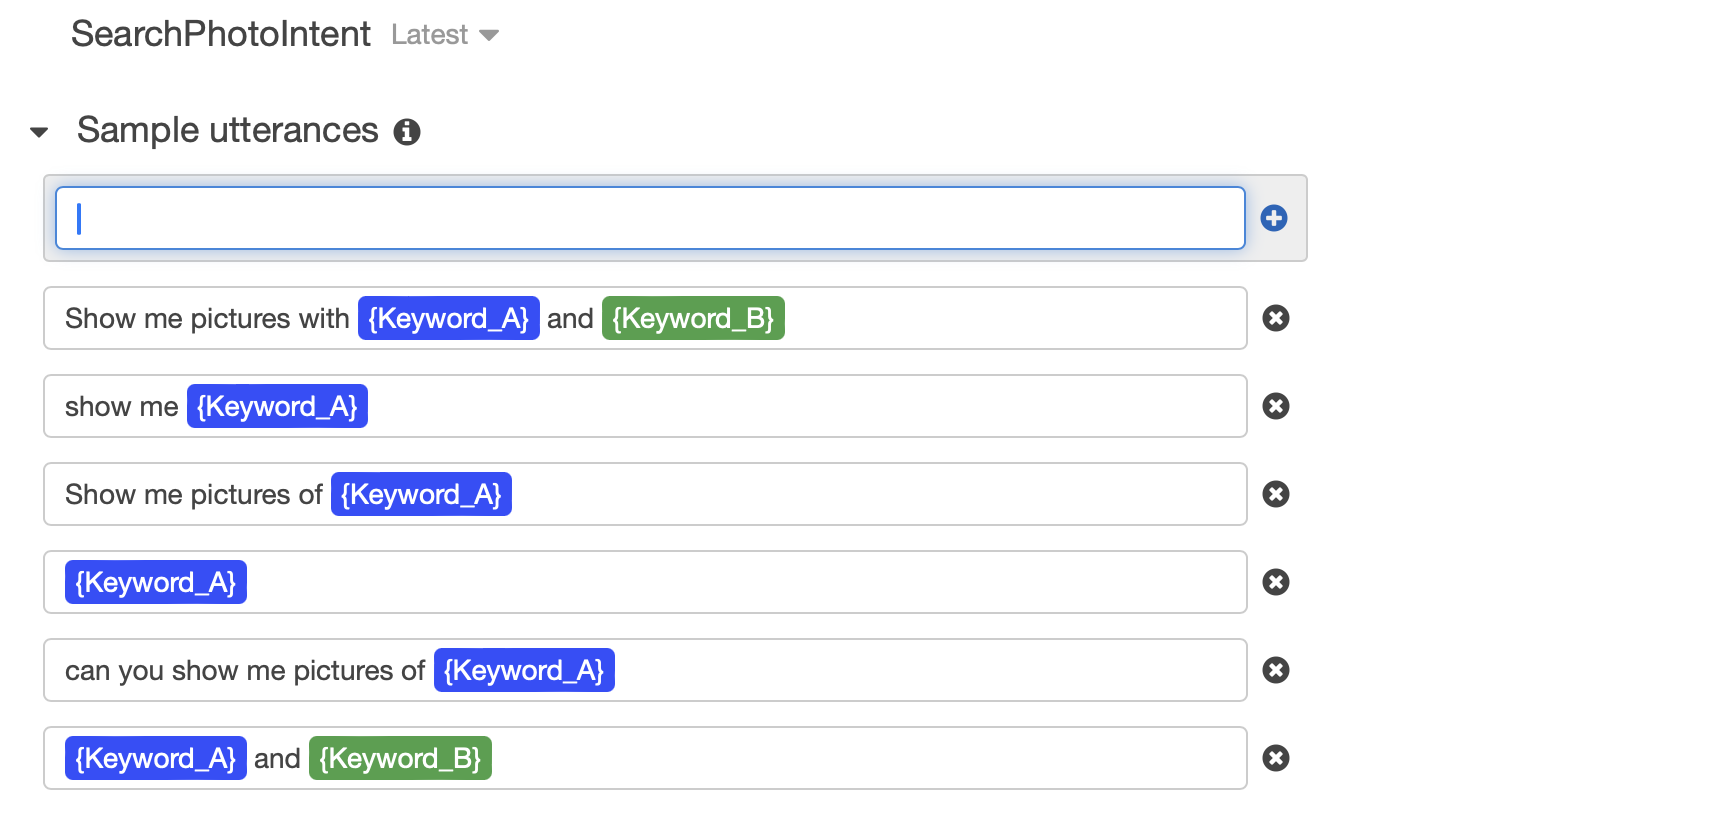 SearchPhotoIntent Latest
Sample utterances
Show me pictures with {Keyword_A} and {Keyword_B}
show me {Keyword_A}
Show me pictures of {Keyword_A}
{Keyword_A}
can you show me pictures of {Keyword_A}
{Keyword_A} and {Keyword_B}